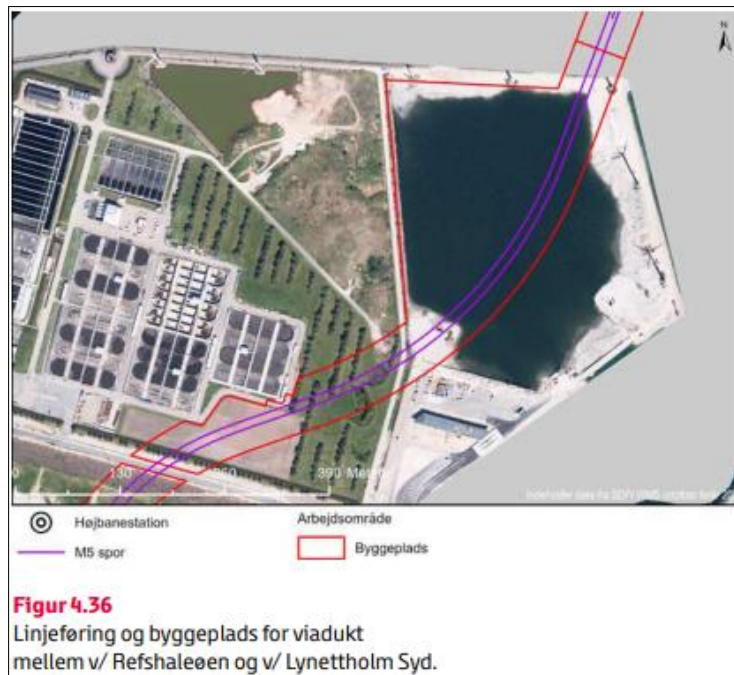 N
0 130 260 390 Meter
Højbanestation
M5 spor
Arbejdsområde
Byggeplads
Figur 4.36
Linjeføring og byggeplads for viadukt
mellem v/ Refshaleøen og v/ Lynettholm Syd.